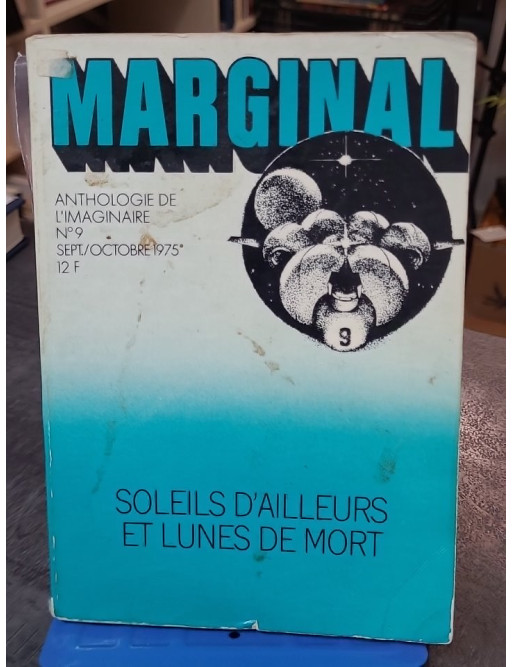 MARGINAL
ANTHOLOGIE DE
L'IMAGINAIRE
N° 9
SEPT./OCTOBRE 1975*
12 F
9
SOLEILS D'AILLEURS
ET LUNES DE MORT